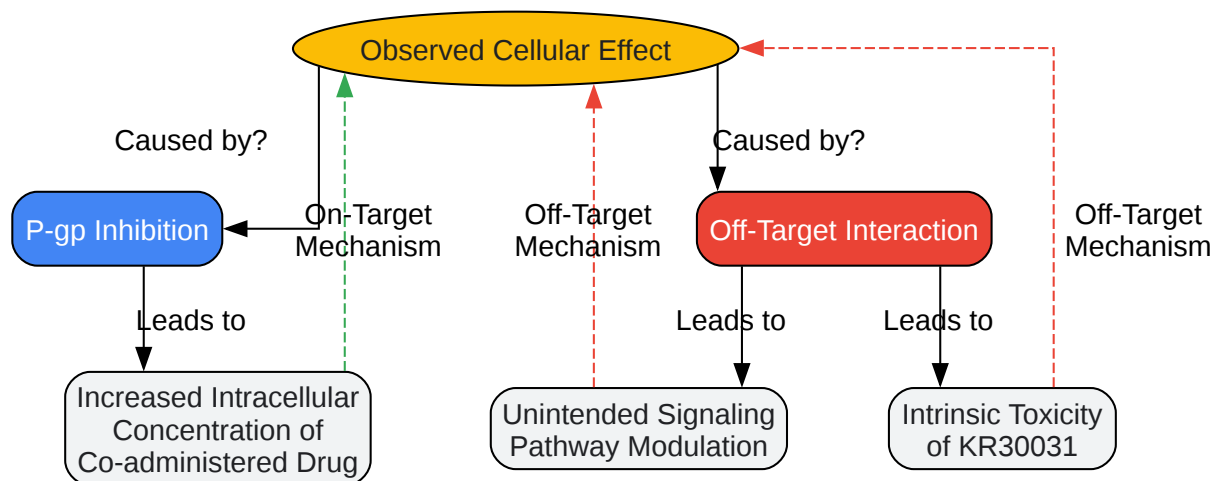 Observed Cellular Effect
Caused by?
Caused by?
P-gp Inhibition
On-Target
Mechanism
Off-Target
Mechanism
Off-Target Interaction
Off-Target
Mechanism
Leads to
Leads to
Leads to
Increased Intracellular
Concentration of
Co-administered Drug
Unintended Signaling
Pathway Modulation
Intrinsic Toxicity
of KR30031